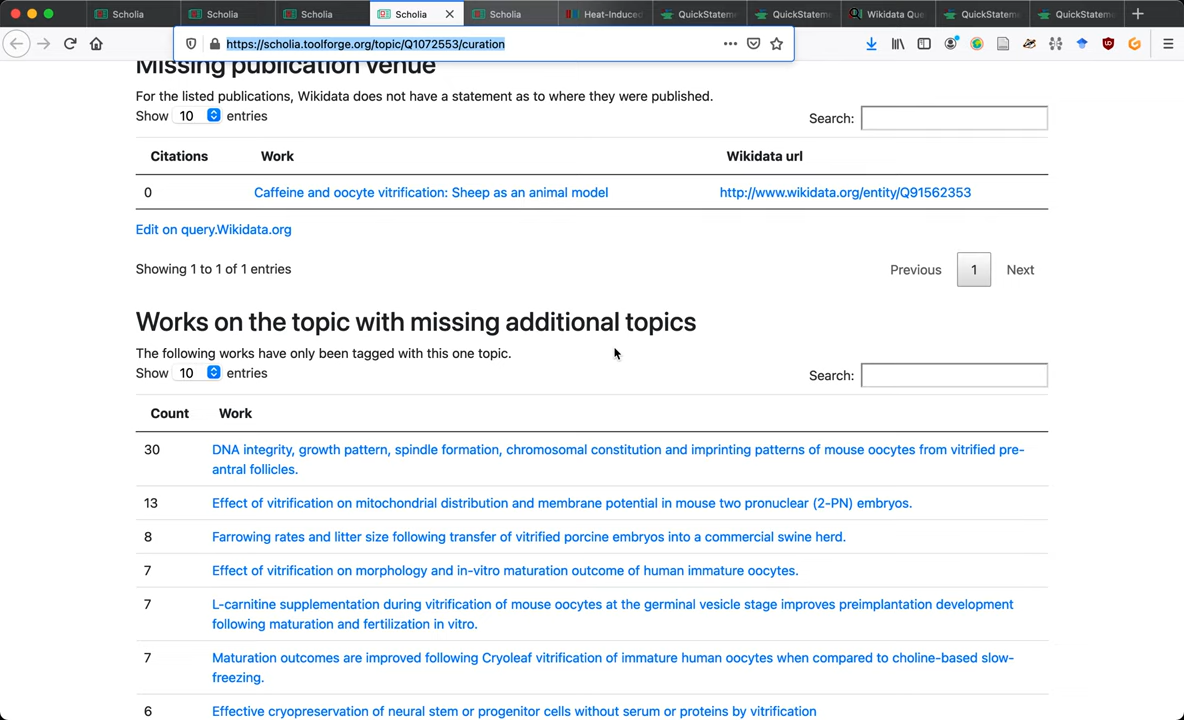 Scholia
Scholia
Scholia
Scholia
Scholia
Heat-Induced
QuickStateme
QuickStateme
Wikidata Que
QuickStateme
QuickStateme
https://scholia.toolforge.org/topic/Q1072553/curation
Missing publication venue
For the listed publications, Wikidata does not have a statement as to where they were published.
Show 10 entries
Search:
Citations Work Wikidata url
0 Caffeine and oocyte vitrification: Sheep as an animal model http://www.wikidata.org/entity/Q91562353
Edit on query.Wikidata.org
Showing 1 to 1 of 1 entries
Previous 1 Next
Works on the topic with missing additional topics
The following works have only been tagged with this one topic.
Show 10 entries
Search:
Count Work
30 DNA integrity, growth pattern, spindle formation, chromosomal constitution and imprinting patterns of mouse oocytes from vitrified pre-
antral follicles.
13 Effect of vitrification on mitochondrial distribution and membrane potential in mouse two pronuclear (2-PN) embryos.
8 Farrowing rates and litter size following transfer of vitrified porcine embryos into a commercial swine herd.
7 Effect of vitrification on morphology and in-vitro maturation outcome of human immature oocytes.
7 L-carnitine supplementation during vitrification of mouse oocytes at the germinal vesicle stage improves preimplantation development
following maturation and fertilization in vitro.
7 Maturation outcomes are improved following Cryoleaf vitrification of immature human oocytes when compared to choline-based slow-
freezing.
6 Effective cryopreservation of neural stem or progenitor cells without serum or proteins by vitrification